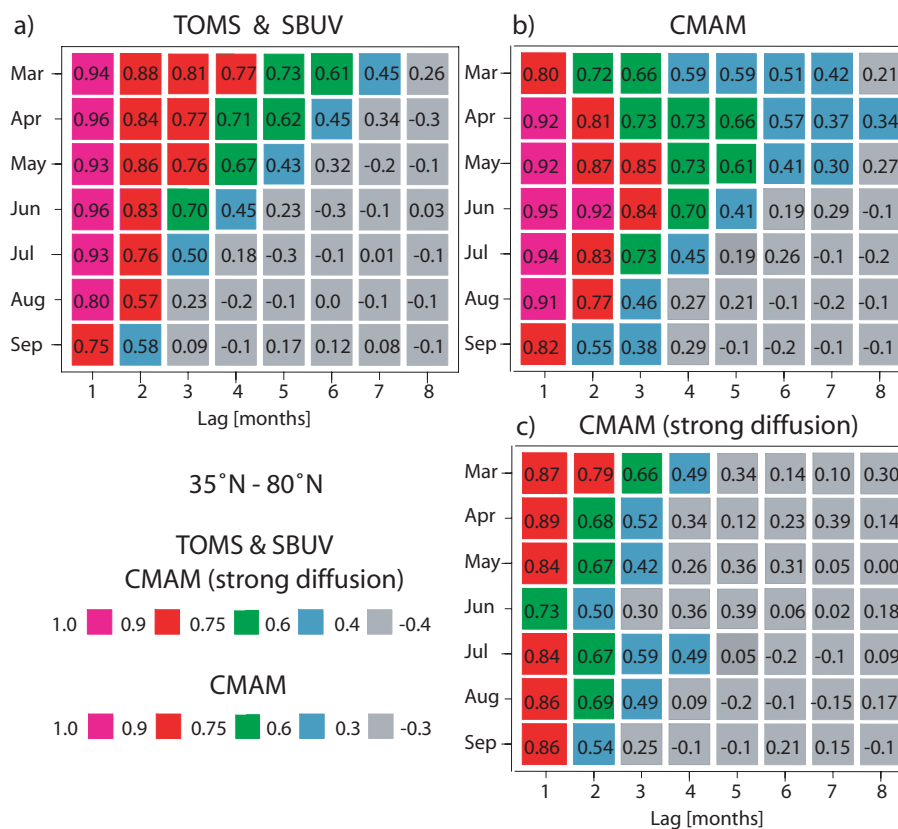 a) TOMS & SBUV
Mar 0.94 0.88 0.81 0.77 0.73 0.61 0.45 0.26
Apr 0.96 0.84 0.77 0.71 0.62 0.45 0.34 -0.3
May 0.93 0.86 0.76 0.67 0.43 0.32 -0.2 -0.1
Jun 0.96 0.83 0.70 0.45 0.23 -0.3 -0.1 0.03
Jul 0.93 0.76 0.50 0.18 -0.3 -0.1 0.01 -0.1
Aug 0.80 0.57 0.23 -0.2 -0.1 0.0 -0.1 -0.1
Sep 0.75 0.58 0.09 -0.1 0.17 0.12 0.08 -0.1
1 2 3 4 5 6 7 8
Lag [months]
b) CMAM
Mar 0.80 0.72 0.66 0.59 0.59 0.51 0.42 0.21
Apr 0.92 0.81 0.73 0.73 0.66 0.57 0.37 0.34
May 0.92 0.87 0.85 0.73 0.61 0.41 0.30 0.27
Jun 0.95 0.92 0.84 0.70 0.41 0.19 0.29 -0.1
Jul 0.94 0.83 0.73 0.45 0.19 0.26 -0.1 -0.2
Aug 0.91 0.77 0.46 0.27 0.21 -0.1 -0.2 -0.1
Sep 0.82 0.55 0.38 0.29 -0.1 -0.2 -0.1 -0.1
1 2 3 4 5 6 7 8
35°N - 80°N
TOMS & SBUV
CMAM (strong diffusion)
1.0 0.9 0.75 0.6 0.4 -0.4
CMAM
1.0 0.9 0.75 0.6 0.3 -0.3
c) CMAM (strong diffusion)
Mar 0.87 0.79 0.66 0.49 0.34 0.14 0.10 0.30
Apr 0.89 0.68 0.52 0.34 0.12 0.23 0.39 0.14
May 0.84 0.67 0.42 0.26 0.36 0.31 0.05 0.00
Jun 0.73 0.50 0.30 0.36 0.39 0.06 0.02 0.18
Jul 0.84 0.67 0.59 0.49 0.05 -0.2 -0.1 0.09
Aug 0.86 0.69 0.49 0.09 -0.2 -0.1 -0.15 0.17
Sep 0.86 0.54 0.25 -0.1 -0.1 0.21 0.15 -0.1
1 2 3 4 5 6 7 8
Lag [months]